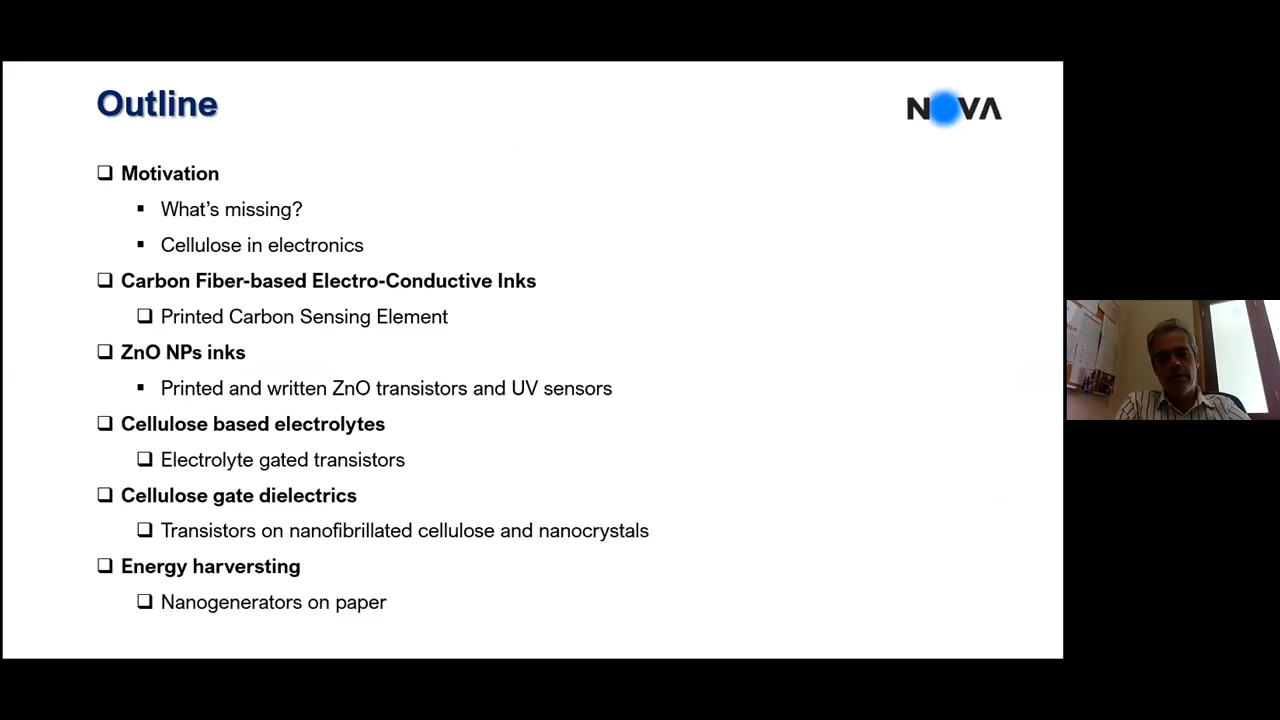 Outline
NOVA
Motivation
What's missing?
Cellulose in electronics
Carbon Fiber-based Electro-Conductive Inks
Printed Carbon Sensing Element
ZnO NPs inks
Printed and written ZnO transistors and UV sensors
Cellulose based electrolytes
Electrolyte gated transistors
Cellulose gate dielectrics
Transistors on nanofibrillated cellulose and nanocrystals
Energy harversting
Nanogenerators on paper